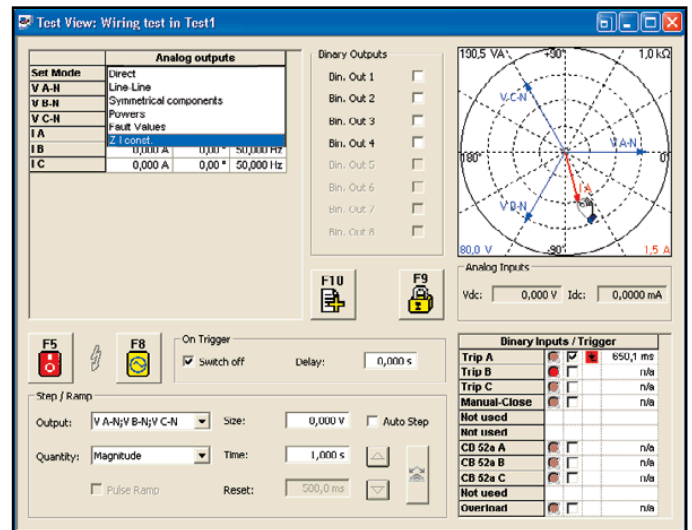 Test View: Wiring test in Test1
Analog outputs
Set Mode
Direct
Line-Line
Symmetrical components
Powers
Fault Values
Z I const.
V A-N
V B-N
V C-N
I A
I B 0,000 A 0,00 ° 50,000 Hz
I C 0,000 A 0,00 ° 50,000 Hz
Binary Outputs
Bin. Out 1
Bin. Out 2
Bin. Out 3
Bin. Out 4
Bin. Out 5
Bin. Out 6
Bin. Out 7
Bin. Out 8
190,5 VA
+90°
1,0 kΩ
V C-N
V A-N
180°
0°
I A
V B-N
80,0 V
-90°
1,5 A
F10
F9
Analog Inputs
Vdc: 0,000 V Idc: 0,0000 mA
F5
F8
On Trigger
Switch off Delay: 0,000 s
Step / Ramp
Output: V A-N;V B-N;V C-N Size: 0,000 V Auto Step
Quantity: Magnitude Time: 1,000 s
Pulse Ramp Reset: 500,0 ms
Binary Inputs / Trigger
Trip A 650,1 ms
Trip B n/a
Trip C n/a
Manual-Close n/a
Not used
Not used
CB 52a A n/a
CB 52a B n/a
CB 52a C n/a
Not used
Overload n/a